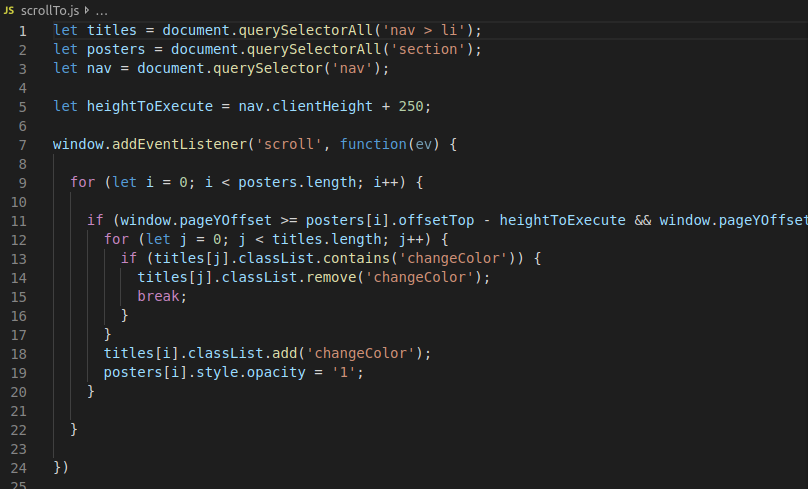 JS scrollTo.js ▸ ...
1 let titles = document.querySelectorAll('nav > li');
2 let posters = document.querySelectorAll('section');
3 let nav = document.querySelector('nav');
4
5 let heightToExecute = nav.clientHeight + 250;
6
7 window.addEventListener('scroll', function(ev) {
8
9 for (let i = 0; i < posters.length; i++) {
10
11 if (window.pageYOffset >= posters[i].offsetTop - heightToExecute && window.pageYOffset
12 for (let j = 0; j < titles.length; j++) {
13 if (titles[j].classList.contains('changeColor')) {
14 titles[j].classList.remove('changeColor');
15 break;
16 }
17 }
18 titles[i].classList.add('changeColor');
19 posters[i].style.opacity = '1';
20 }
21
22 }
23
24 })
25